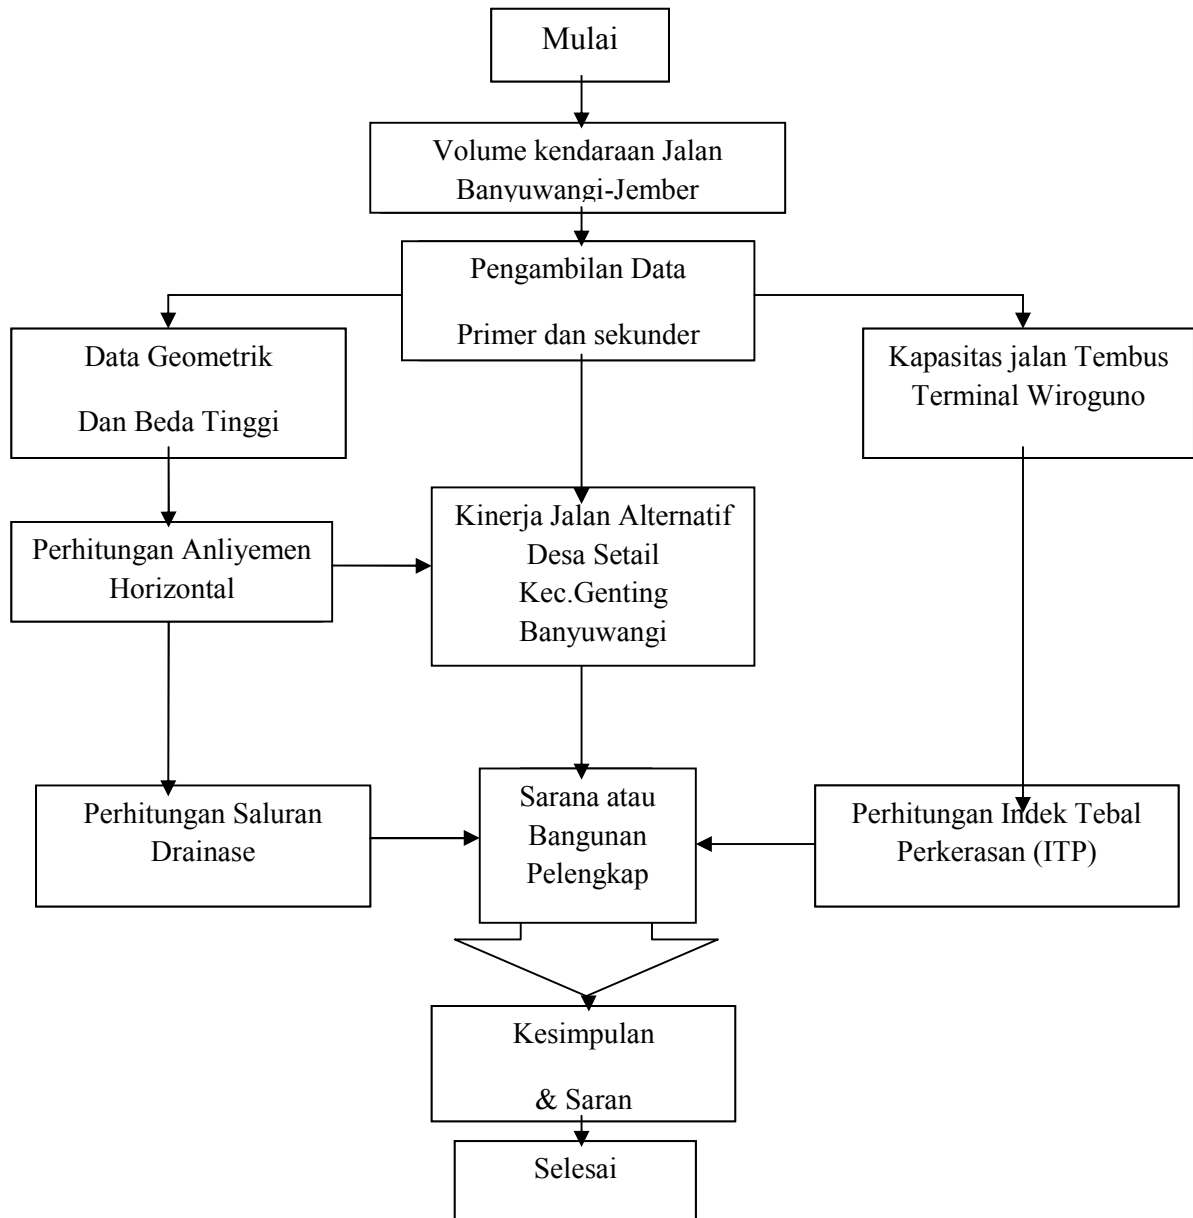 Mulai
Volume kendaraan Jalan
Banyuwangi-Jember
Pengambilan Data
Primer dan sekunder
Data Geometrik
Dan Beda Tinggi
Kapasitas jalan Tembus
Terminal Wiroguno
Perhitungan Anliyemen
Horizontal
Kinerja Jalan Alternatif
Desa Setail
Kec.Genting
Banyuwangi
Perhitungan Saluran
Drainase
Sarana atau
Bangunan
Pelengkap
Perhitungan Indek Tebal
Perkerasan (ITP)
Kesimpulan
& Saran
Selesai